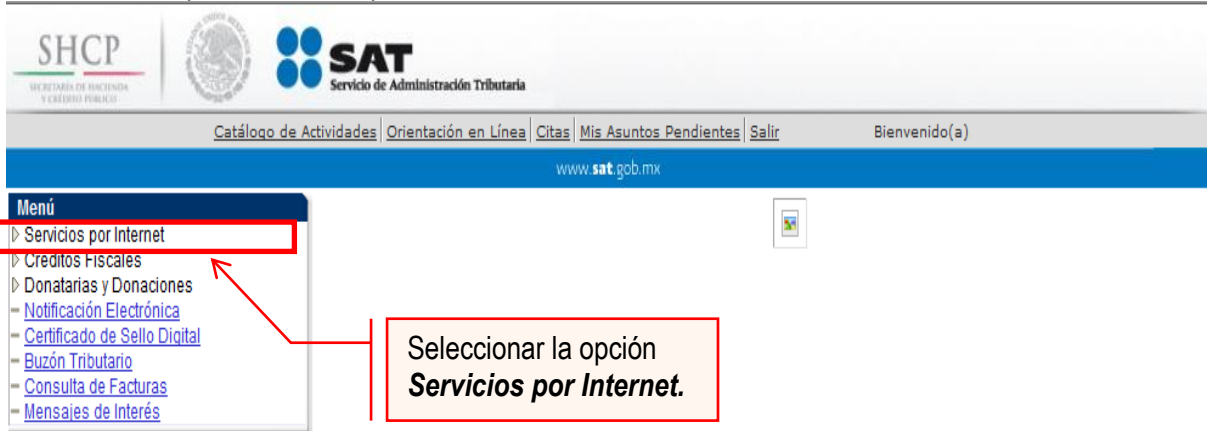 SHCP
SECRETARÍA DE HACIENDA
Y CRÉDITO PÚBLICO
SAT
Servicio de Administración Tributaria
Catálogo de Actividades Orientación en Línea Citas Mis Asuntos Pendientes Salir Bienvenido(a)
www.sat.gob.mx
Menú
Servicios por Internet
Créditos Fiscales
Donatarias y Donaciones
Notificación Electrónica
Certificado de Sello Digital
Buzón Tributario
Consulta de Facturas
Mensajes de Interés
Seleccionar la opción
Servicios por Internet.